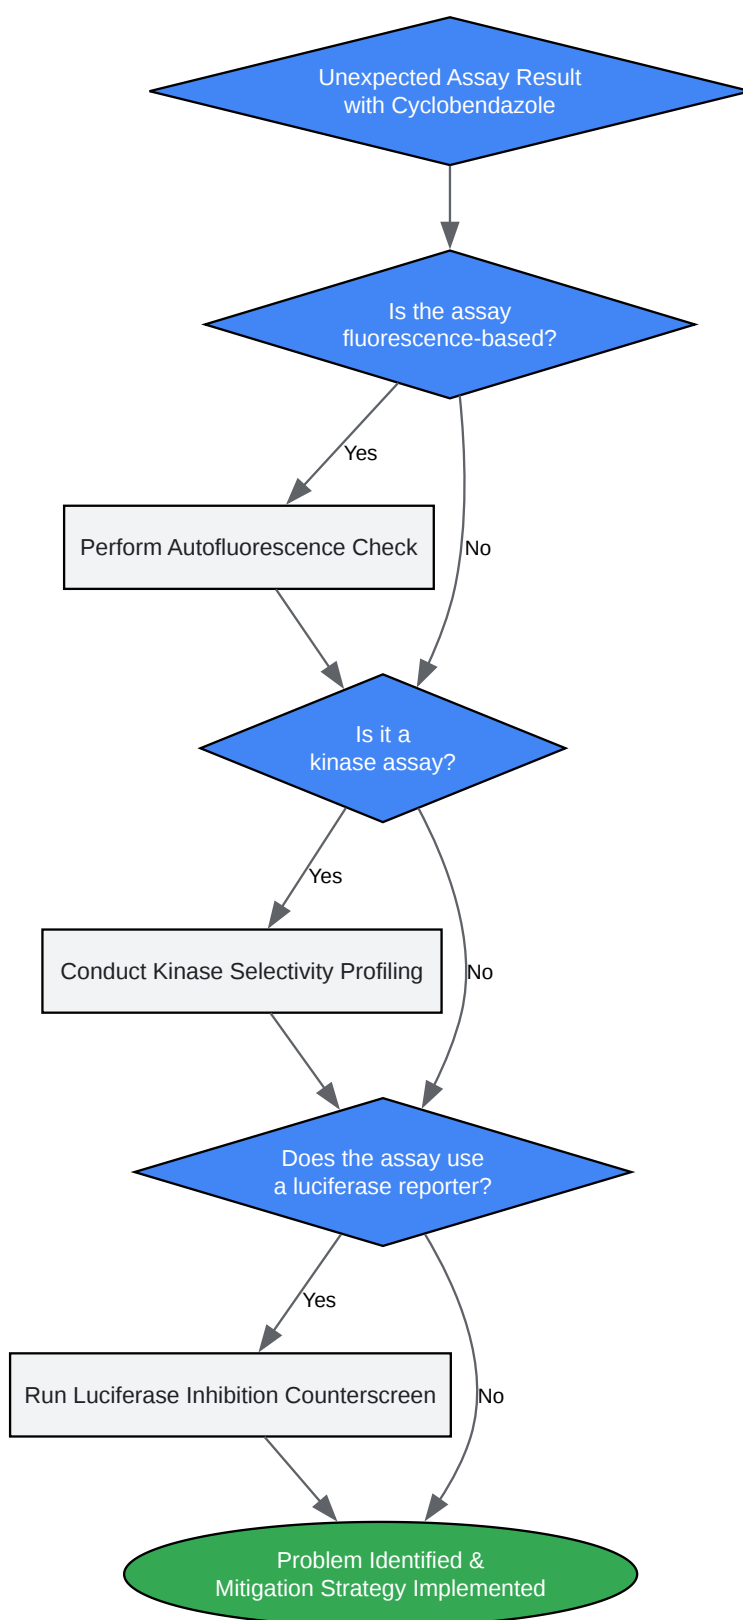 Unexpected Assay Result
with Cyclobendazole
Is the assay
fluorescence-based?
Yes
Perform Autofluorescence Check
No
Is it a
kinase assay?
Yes
Conduct Kinase Selectivity Profiling
No
Does the assay use
a luciferase reporter?
Yes
Run Luciferase Inhibition Counterscreen
No
Problem Identified &
Mitigation Strategy Implemented